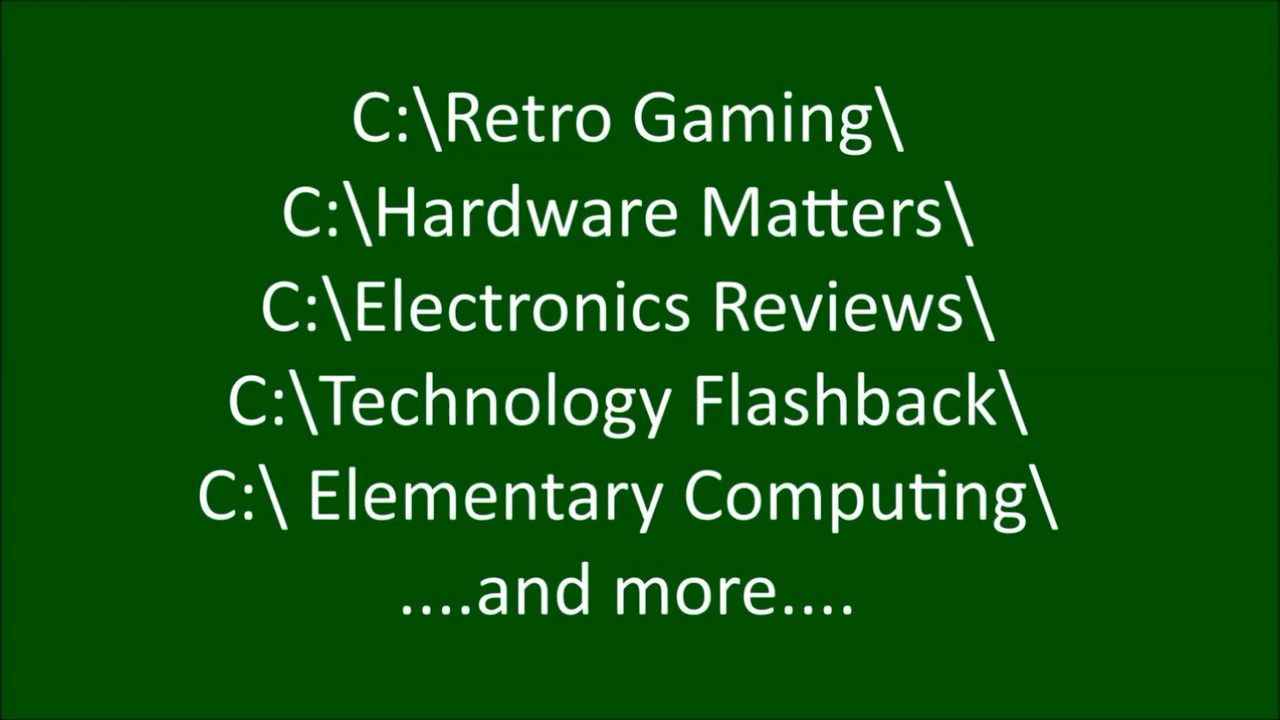 C:\Retro Gaming\
C:\Hardware Matters\
C:\Electronics Reviews\
C:\Technology Flashback\
C:\ Elementary Computing\
....and more....